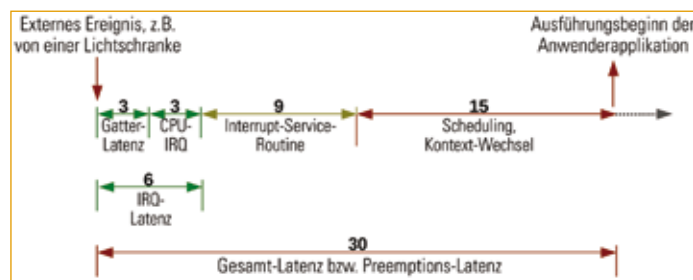 Externes Ereignis, z.B.
von einer Lichtschranke
Ausführungsbeginn der
Anwenderapplikation
3
3
9
15
Gatter-
Latenz
CPU-
IRQ
Interrupt-Service-
Routine
Scheduling,
Kontext-Wechsel
6
IRQ-
Latenz
30
Gesamt-Latenz bzw. Preemptions-Latenz